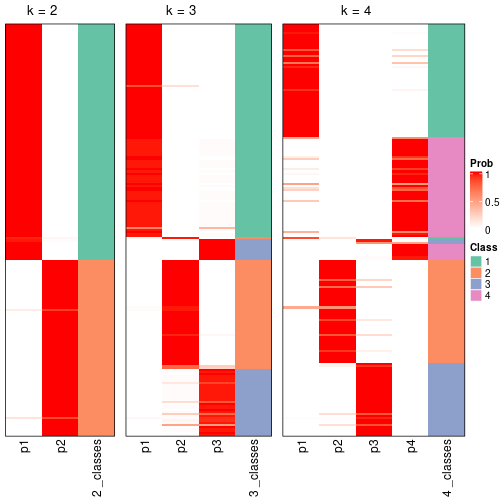 k = 2
k = 3
k = 4
p1
p2
2_classes
p1
p2
p3
3_classes
p1
p2
p3
p4
4_classes
Prob
1
0.5
0
Class
1
2
3
4